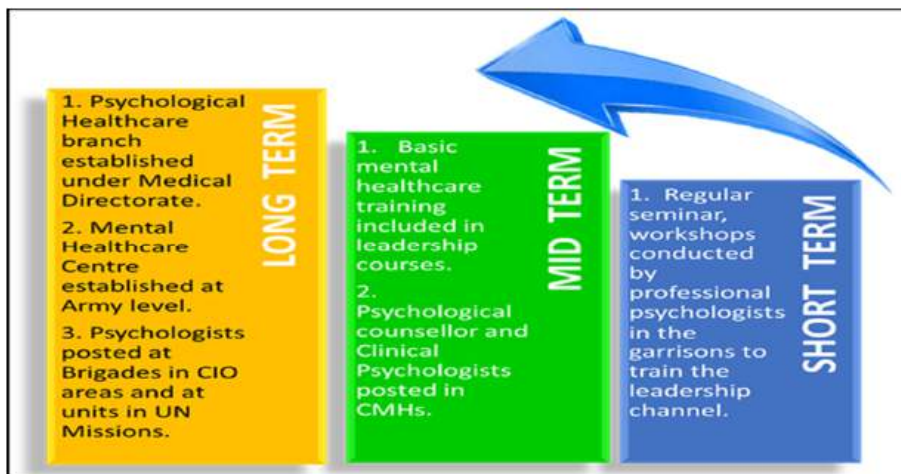 1. Psychological
Healthcare
branch
established
under Medical
Directorate.
2. Mental
Healthcare
Centre
established at
Army level.
3. Psychologists
posted at
Brigades in CIO
areas and at
units in UN
Missions.
LONG TERM
1. Basic
mental
healthcare
training
included in
leadership
courses.
2.
Psychological
counsellor and
Clinical
Psychologists
posted in
CMHs.
MID TERM
1. Regular
seminar,
workshops
conducted
by
professional
psychologists
in the
garrisons to
train the
leadership
channel.
SHORT TERM